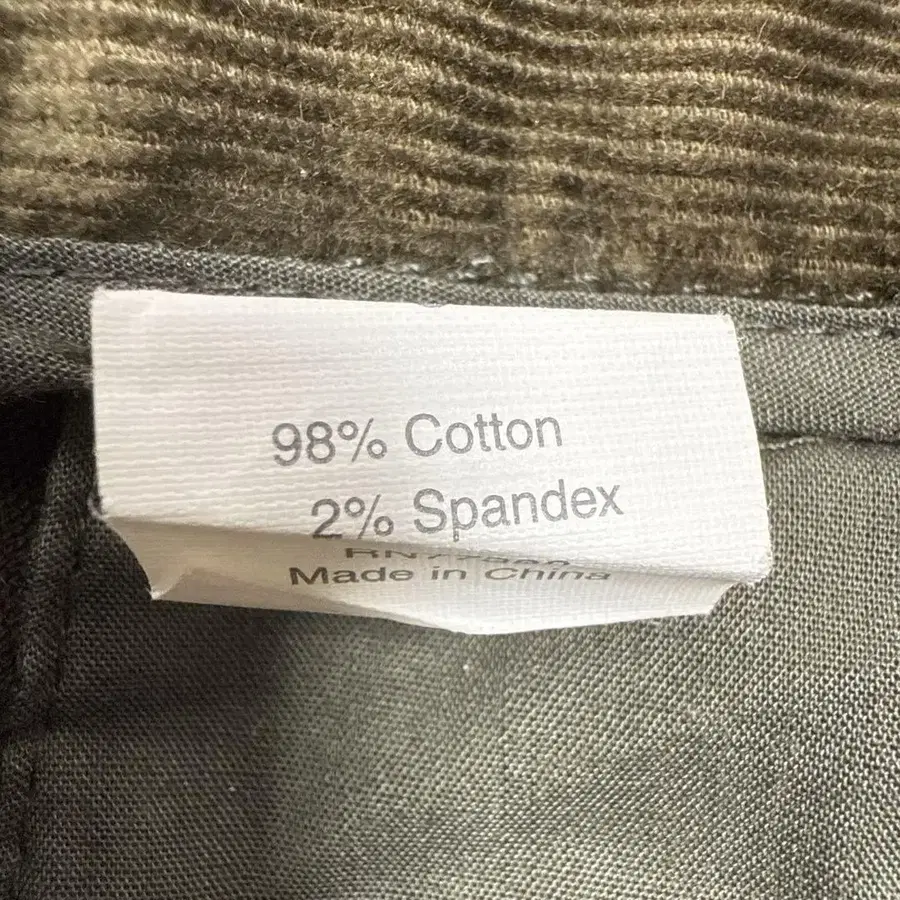 98% Cotton
2% Spandex
Made in China